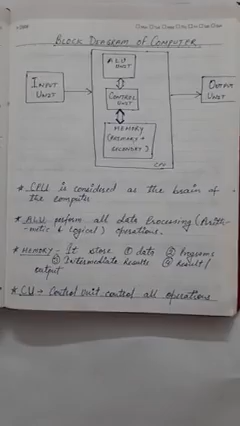 BLOCK DIAGRAM OF COMPUTER
A.L.U
UNIT
INPUT
UNIT
CONTROL
UNIT
OUTPUT
UNIT
MEMORY
(PRIMARY +
SECONDARY)
CPU
* CPU is considered as the brain of
the computer
* ALU perform all data Processing (Arith-
-metic & Logical) operations.
* MEMORY - It store ① data ② Programs
③ Intermediate Results ④ Result/
output
* CU → Control Unit control all operations